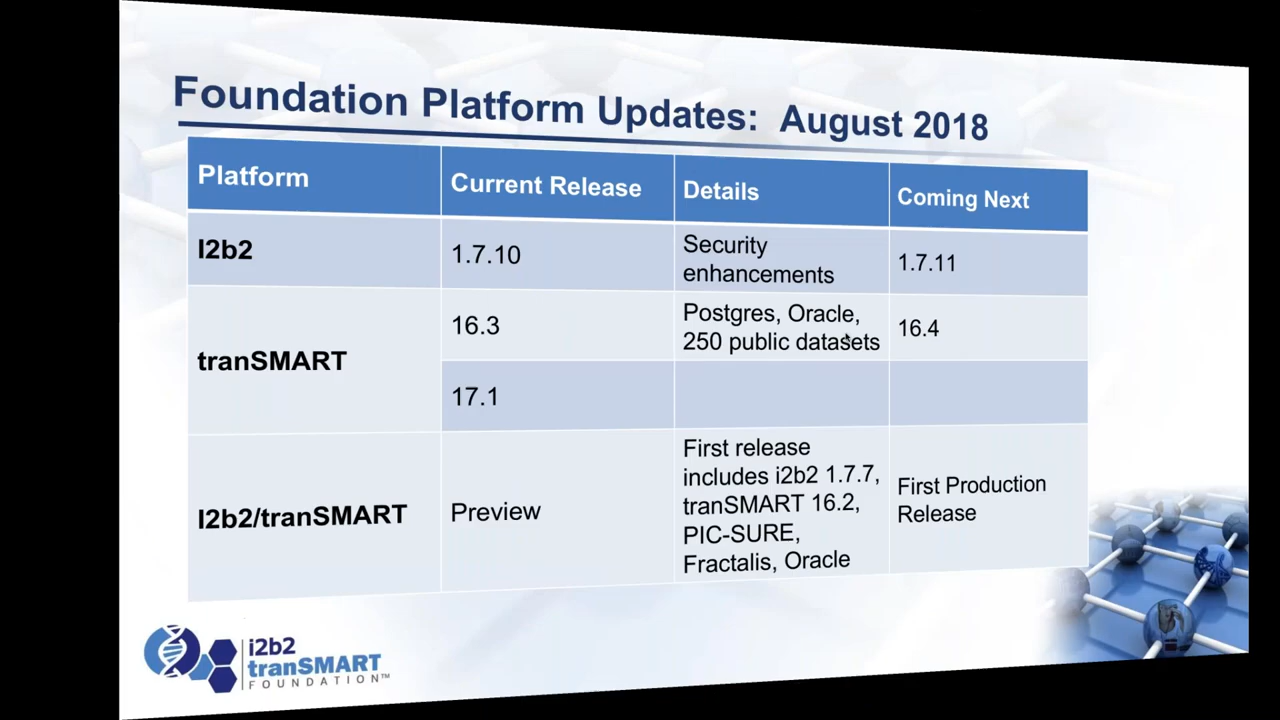 Foundation Platform Updates: August 2018
Platform
Current Release
Details
Coming Next
I2b2
1.7.10
Security
enhancements
1.7.11
tranSMART
16.3
Postgres, Oracle,
250 public datasets
16.4
17.1
I2b2/tranSMART
Preview
First release
includes i2b2 1.7.7,
tranSMART 16.2,
PIC-SURE,
Fractalis, Oracle
First Production
Release
i2b2
tranSMART
FOUNDATION™